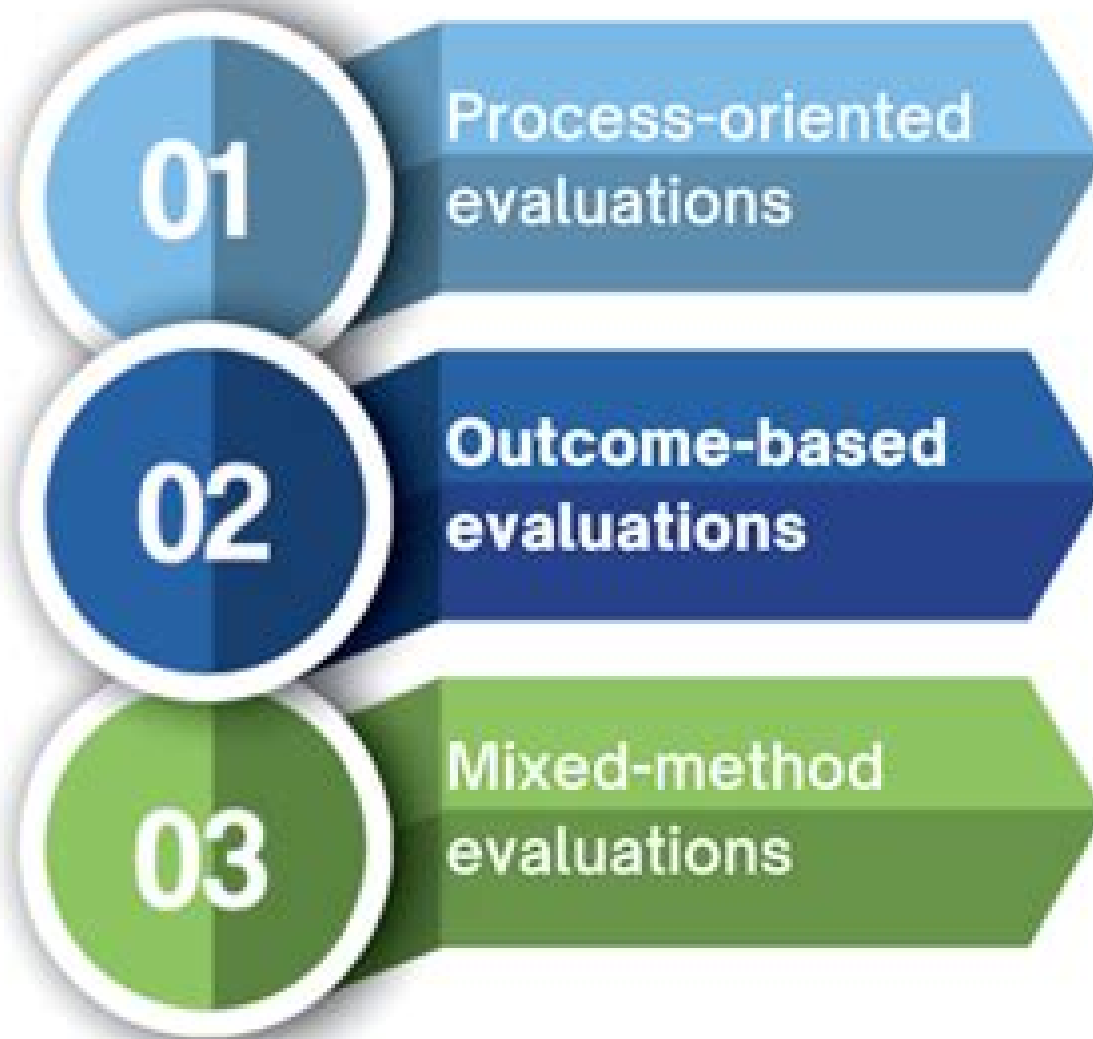 01
Process-oriented
evaluations
02
Outcome-based
evaluations
03
Mixed-method
evaluations